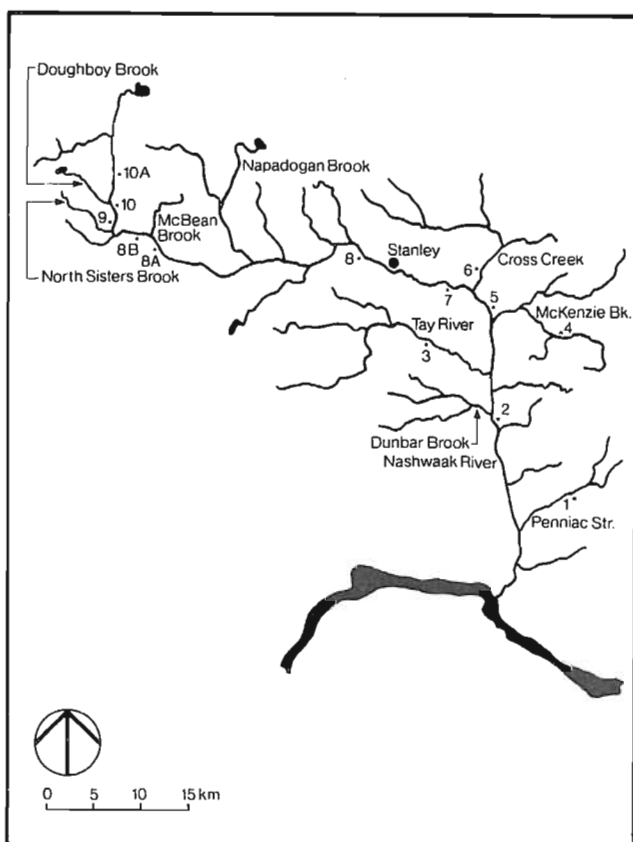 Doughboy Brook
Napadogan Brook
10A
10
9
McBean
Brook
8B
8A
North Sisters Brook
8
Stanley
6
Cross Creek
7
5
McKenzie Bk.
4
Tay River
3
2
Dunbar Brook
Nashwaak River
1
Penniac Str.
0 5 10 15 km